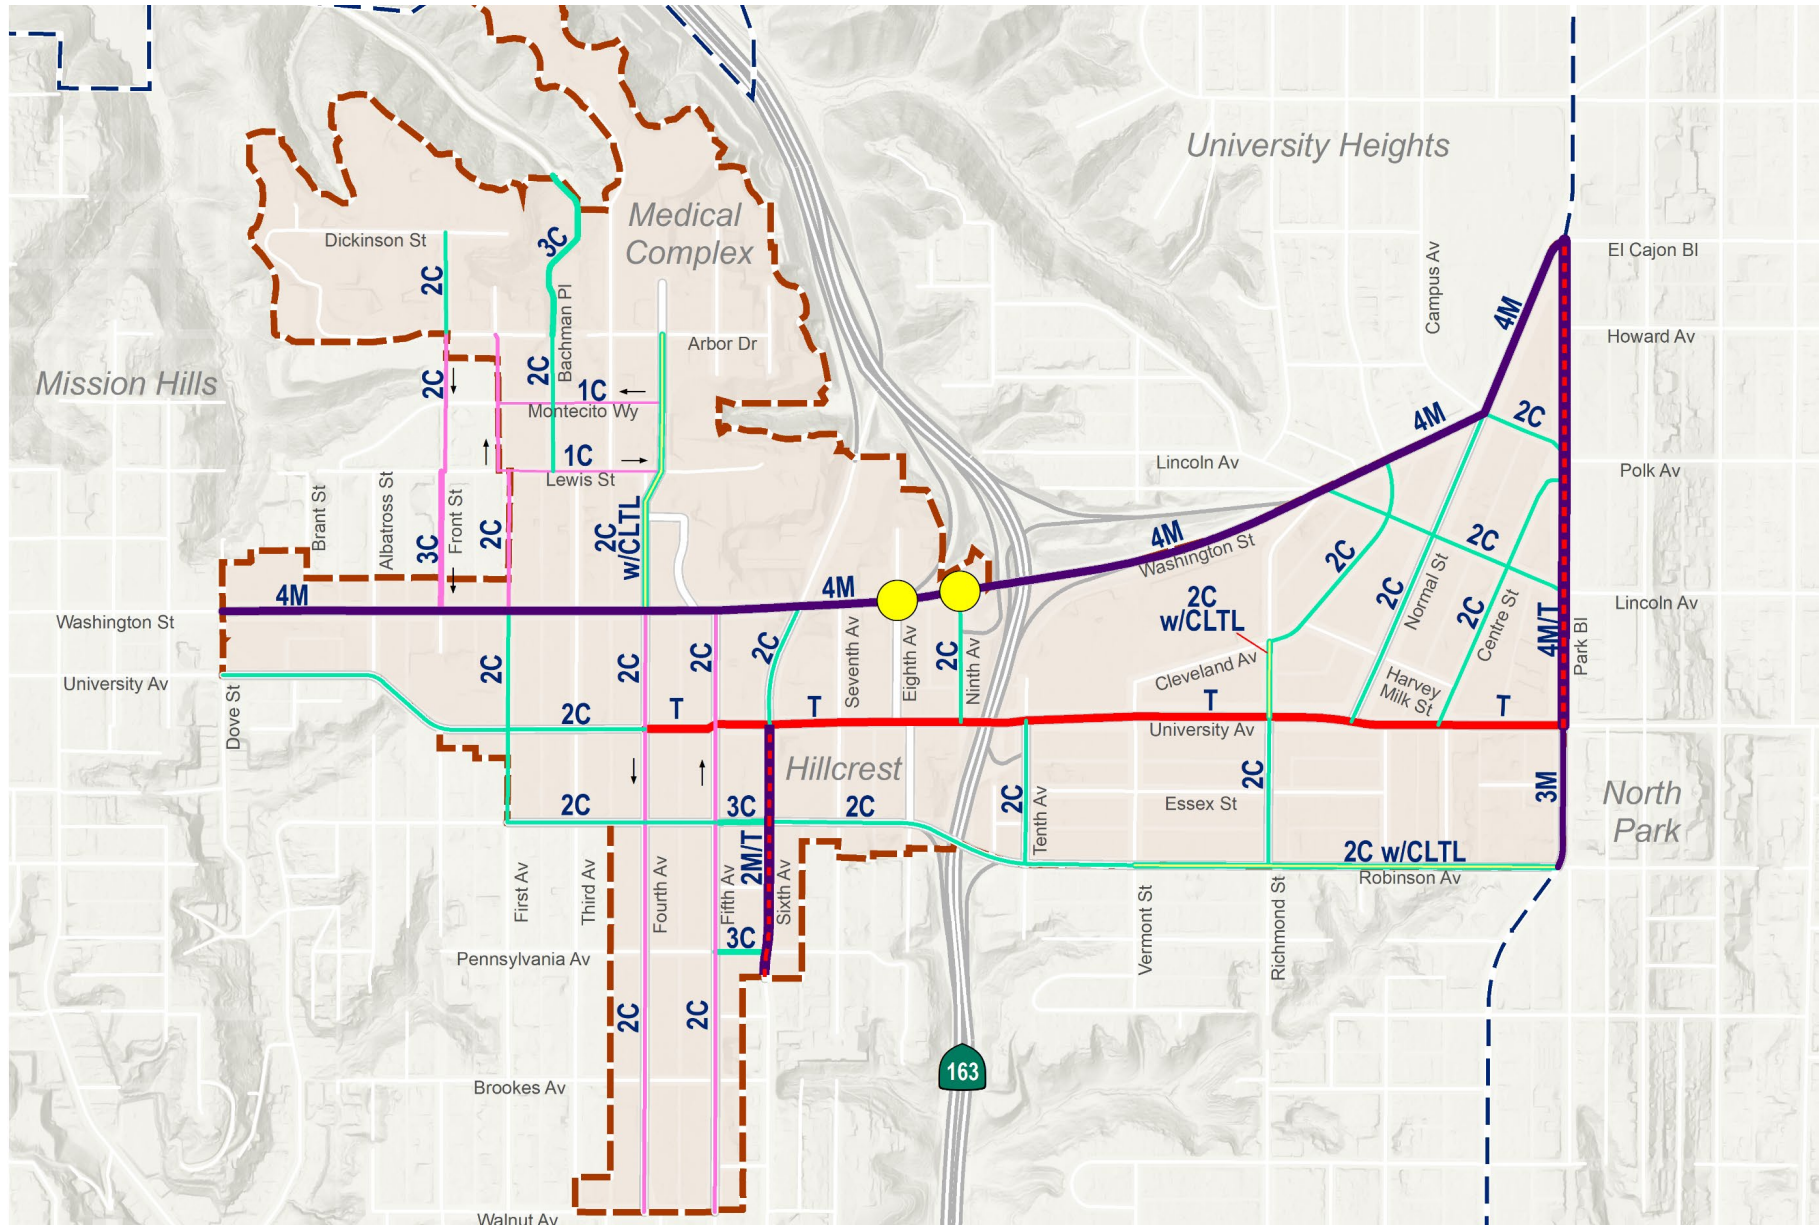 University Heights
Medical
Complex
Dickinson St
3C
2C
Campus Av
El Cajon Bl
4M
Howard Av
Arbor Dr
Bachman Pl
Mission Hills
2C
2C
1C
Montecito Wy
4M
2C
Lincoln Av
Polk Av
1C
Lewis St
Brant St
Albatross St
Front St
3C
2C
2C
w/CLTL
4M
Washington St
2C
2C
2C
Normal St
2C
Centre St
4M
4M
2C
w/CLTL
Lincoln Av
Washington St
4M/T
Park Bl
2C
2C
2C
2C
Seventh Av
Eighth Av
2C
Ninth Av
Cleveland Av
Harvey
Milk St
University Av
Dove St
2C
T
T
T
T
University Av
Hillcrest
2C
3C
2C
2C
Tenth Av
2C
Essex St
3M
North
Park
2M/T
2C w/CLTL
Robinson Av
First Av
Third Av
Fourth Av
Fifth Av
Sixth Av
Vermont St
Richmond St
3C
Pennsylvania Av
2C
2C
163
Brookes Av
Walnut Av